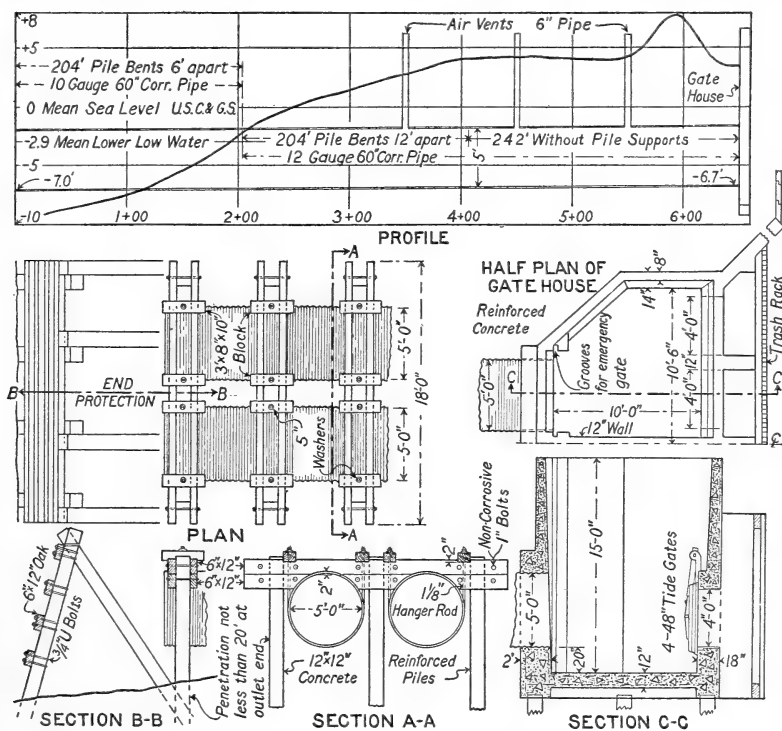 +8
Air Vents 6" Pipe
+5
204' Pile Bents 6' apart
10 Gauge 60" Corr. Pipe
Gate House
0 Mean Sea Level U.S.C.& G.S.
-2.9 Mean Lower Low Water
204' Pile Bents 12' apart
242' Without Pile Supports
12 Gauge 60" Corr. Pipe
5'
-5
-7.0'
-6.7'
-10
1+00
2+00
3+00
4+00
5+00
6+00
PROFILE
A
3"x8"x10"
Block
5'-0"
B
END PROTECTION
B
18'-0"
5"
Washers
5'-0"
A
PLAN
HALF PLAN OF GATE HOUSE
8"
14"
Reinforced Concrete
Trash Rack
Grooves for emergency gate
4'-0"
10'-6"
12"
4'-0"
C
5'-0"
10'-0"
12" Wall
C
C
6"x12" Oak
3/4" U Bolts
SECTION B-B
6"x12"
6"x12"
Penetration not less than 20' at outlet end
2"
2"
Non-Corrosive 1" Bolts
5'-0"
1 1/8" Hanger Rod
12"x12" Concrete
Reinforced Piles
SECTION A-A
15'-0"
5'-0"
4-48" Tide Gates
4'-0"
2'
20"
12"
18"
SECTION C-C